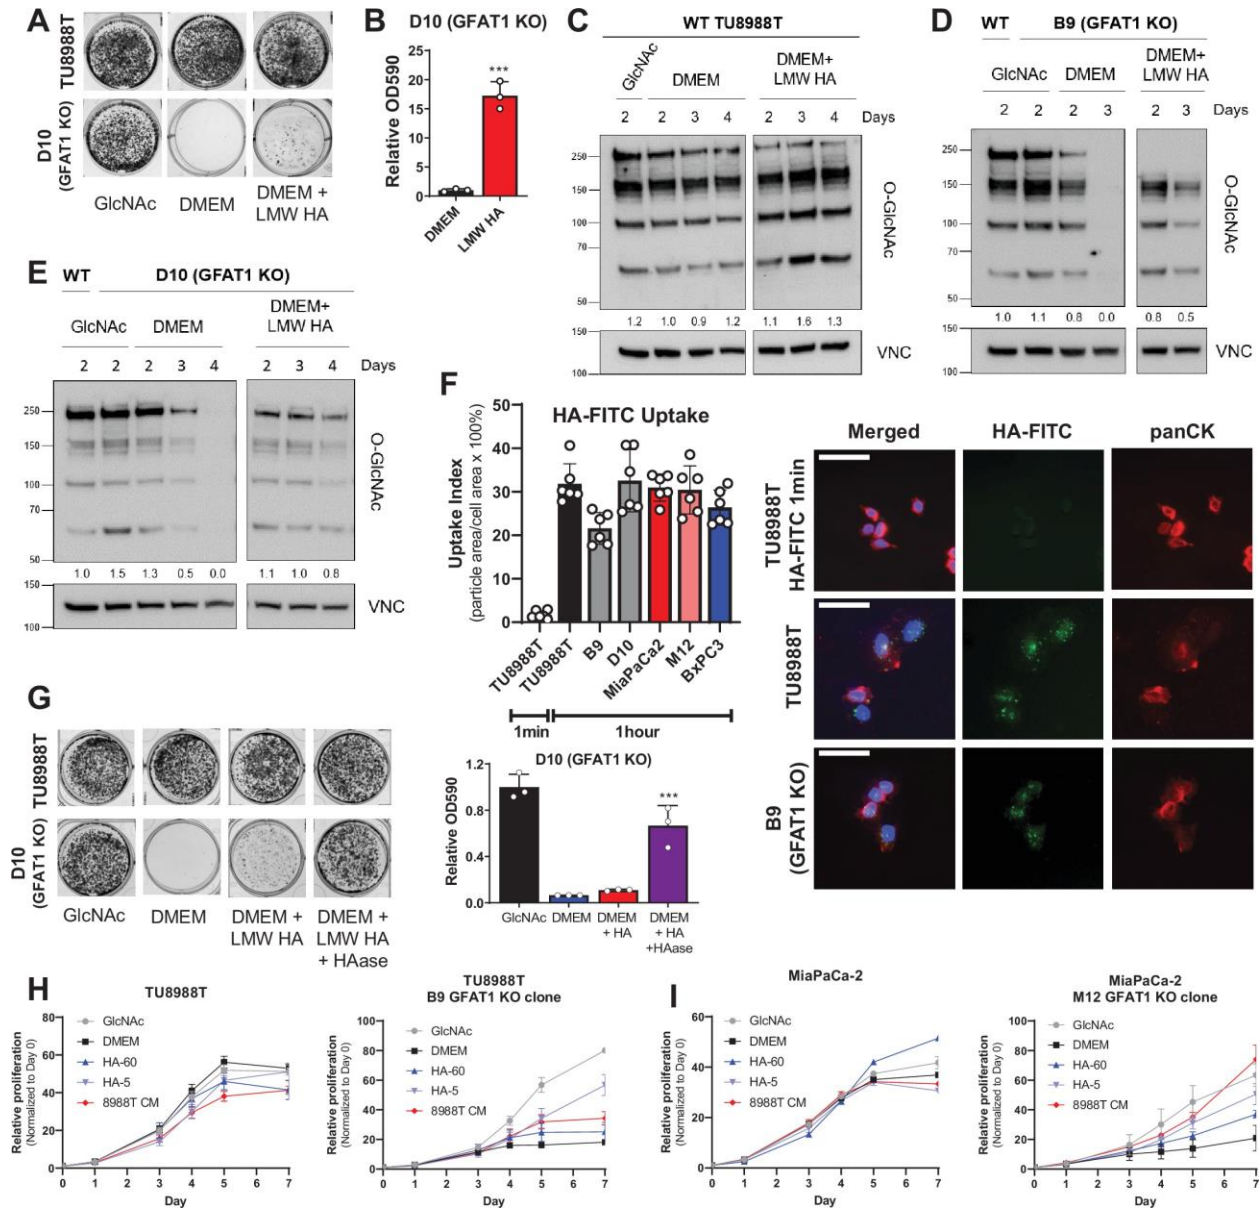 A
TU8988T
D10
(GFAT1 KO)
GlcNAc
DMEM
DMEM +
LMW HA
B
D10 (GFAT1 KO)
Relative OD590
25
20
15
10
5
0
***
DMEM
LMW HA
C
WT TU8988T
GlcNAc
DMEM
DMEM+
LMW HA
2 2 3 4 2 3 4 Days
250
150
100
70
50
O-GlcNAc
1.2 1.0 0.9 1.2 1.1 1.6 1.3
150
100
VNC
D
WT
B9 (GFAT1 KO)
GlcNAc
DMEM
DMEM+
LMW HA
2 2 2 3 2 3 Days
250
150
100
70
50
O-GlcNAc
1.0 1.1 0.8 0.0 0.8 0.5
150
100
VNC
E
WT
D10 (GFAT1 KO)
GlcNAc
DMEM
DMEM+
LMW HA
2 2 2 3 4 2 3 4 Days
250
150
100
70
50
O-GlcNAc
1.0 1.5 1.3 0.5 0.0 1.1 1.0 0.8
150
100
VNC
F
HA-FITC Uptake
Uptake Index
(particle area/cell area x 100%)
50
40
30
20
10
0
TU8988T
TU8988T
B9
D10
MiaPaCa2
M12
BxPC3
1min
1hour
Merged
HA-FITC
panCK
TU8988T
HA-FITC 1min
TU8988T
B9
(GFAT1 KO)
G
TU8988T
D10
(GFAT1 KO)
GlcNAc
DMEM
DMEM +
LMW HA
DMEM +
LMW HA
+ HAase
D10 (GFAT1 KO)
Relative OD590
1.2
0.8
0.4
0.0
***
GlcNAc
DMEM
DMEM
+ HA
DMEM
+ HA
+HAase
H
TU8988T
Relative proliferation
(Normalized to Day 0)
80
60
40
20
0
GlcNAc
DMEM
HA-60
HA-5
8988T CM
0 1 2 3 4 5 6 7
Day
TU8988T
B9 GFAT1 KO clone
Relative proliferation
(Normalized to Day 0)
100
80
60
40
20
0
GlcNAc
DMEM
HA-60
HA-5
8988T CM
0 1 2 3 4 5 6 7
Day
I
MiaPaCa-2
Relative proliferation
(Normalized to Day 0)
60
40
20
0
GlcNAc
DMEM
HA-60
HA-5
8988T CM
0 1 2 3 4 5 6 7
Day
MiaPaCa-2
M12 GFAT1 KO clone
Relative proliferation
(Normalized to Day 0)
100
80
60
40
20
0
GlcNAc
DMEM
HA-60
HA-5
8988T CM
0 1 2 3 4 5 6 7
Day